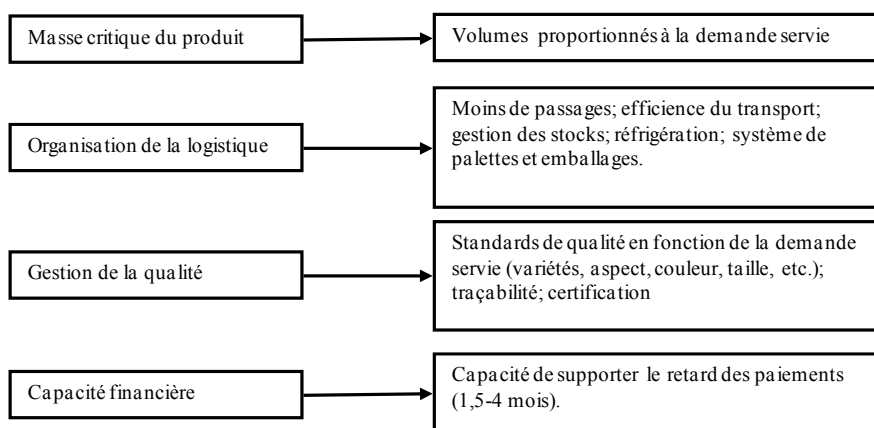 Masse critique du produit
Volumes proportionnés à la demande servie
Organisation de la logistique
Moins de passages; efficience du transport;
gestion des stocks; réfrigération; système de
palettes et emballages.
Gestion de la qualité
Standards de qualité en fonction de la demande
servie (variétés, aspect, couleur, taille, etc.);
traçabilité; certification
Capacité financière
Capacité de supporter le retard des paiements
(1,5-4 mois).